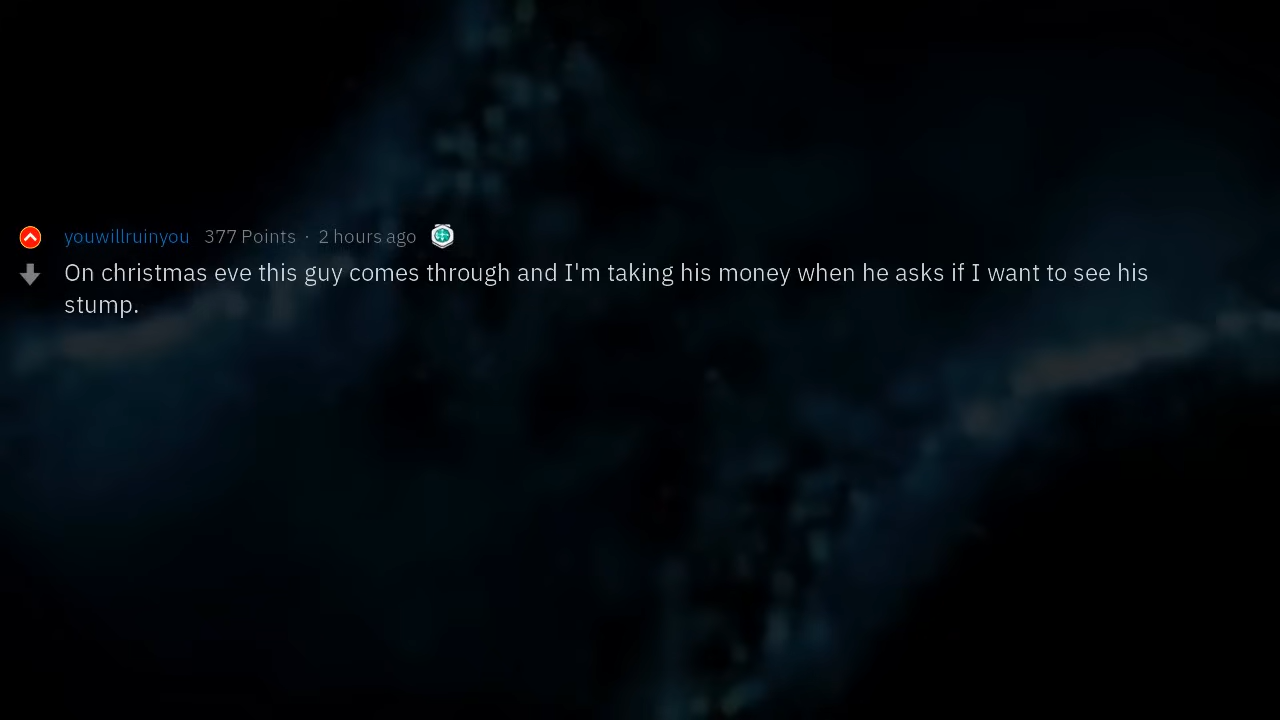 youwillruinyou 377 Points · 2 hours ago
On christmas eve this guy comes through and I'm taking his money when he asks if I want to see his
stump.